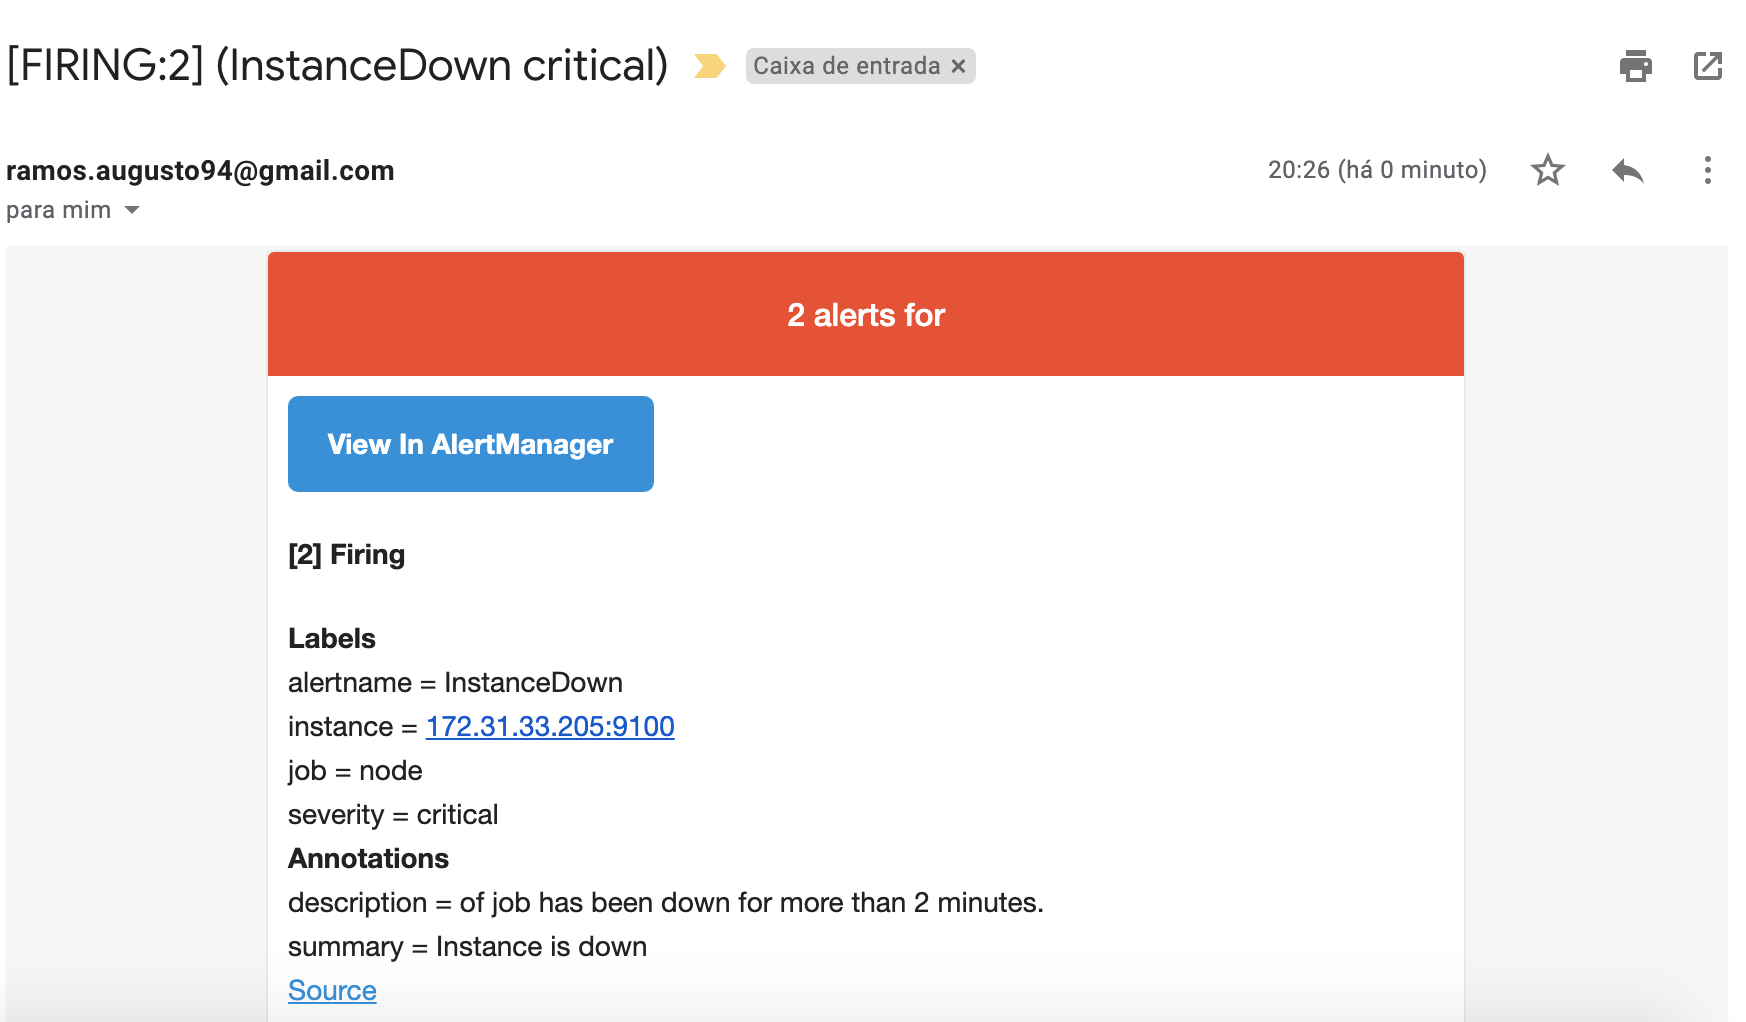 [FIRING:2] (InstanceDown critical) Caixa de entrada ×
ramos.augusto94@gmail.com 20:26 (há 0 minuto)
para mim
2 alerts for
View In AlertManager
[2] Firing
Labels
alertname = InstanceDown
instance = 172.31.33.205:9100
job = node
severity = critical
Annotations
description = of job has been down for more than 2 minutes.
summary = Instance is down
Source